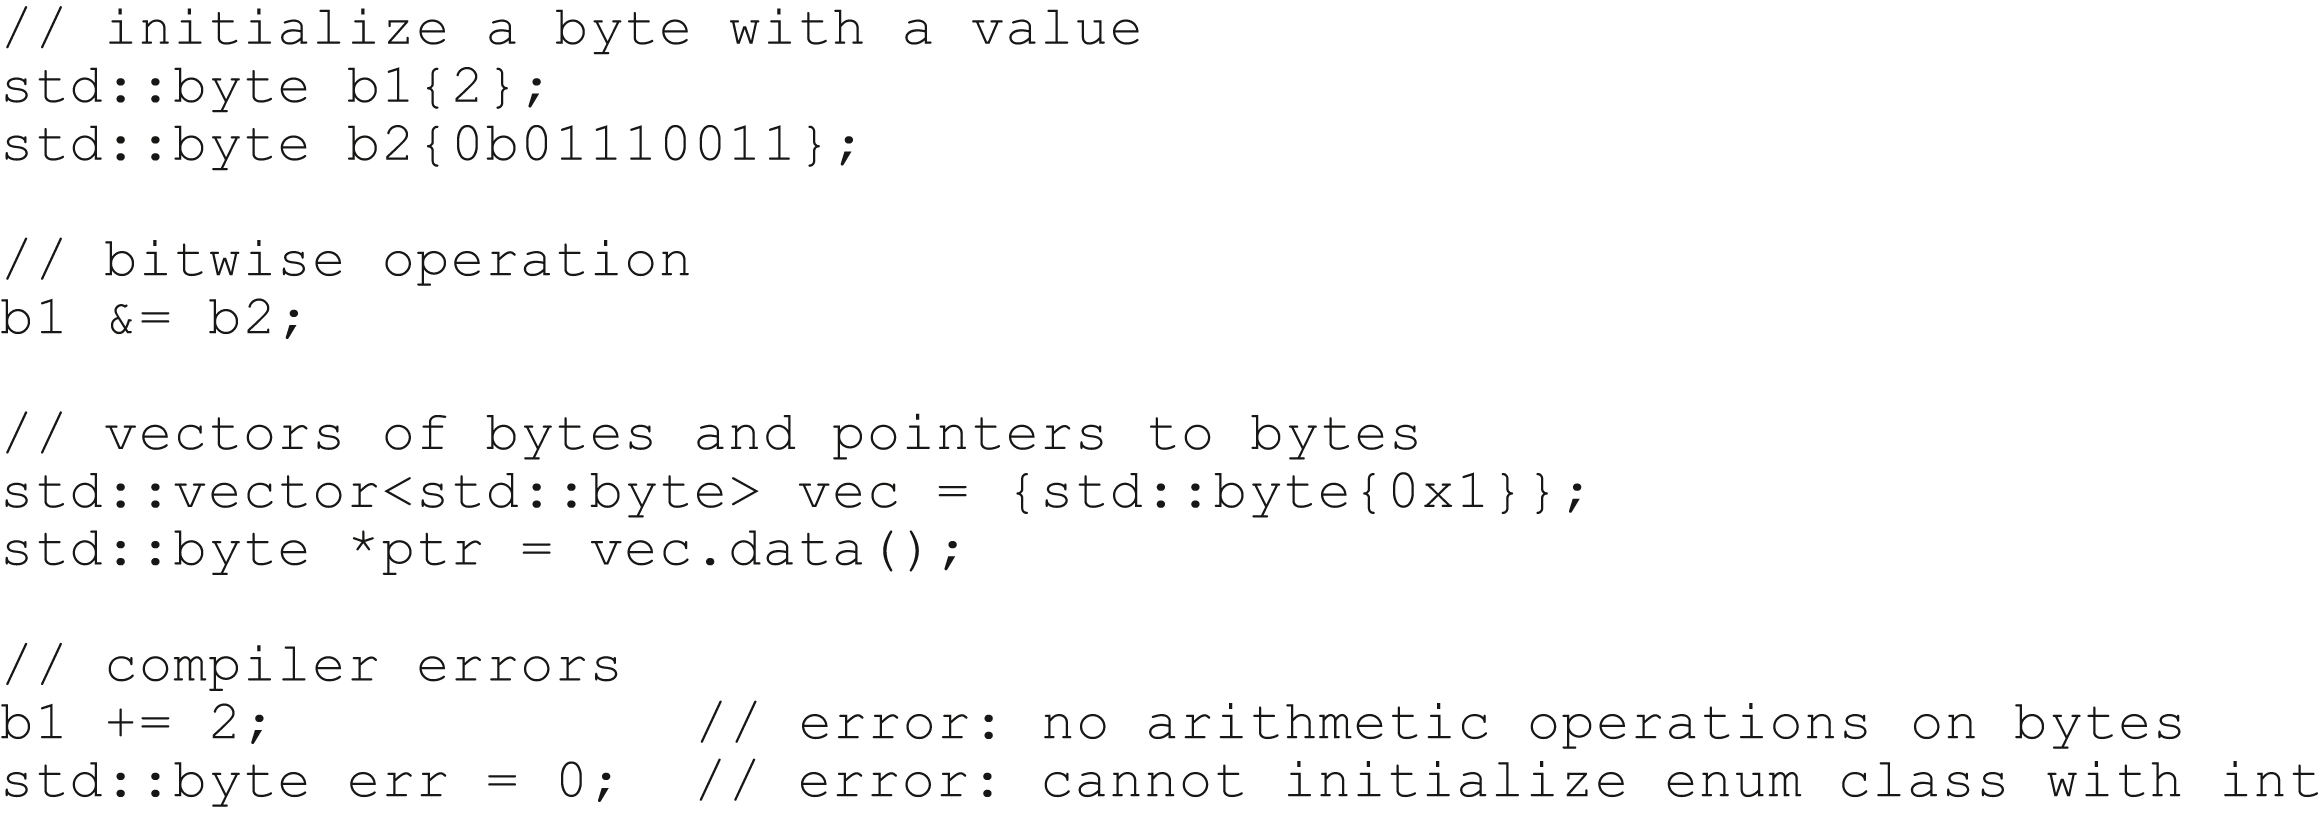 // initialize a byte with a value
std::byte b1{2};
std::byte b2{0b01110011};

// bitwise operation
b1 &= b2;

// vectors of bytes and pointers to bytes
std::vector<std::byte> vec = {std::byte{0x1}};
std::byte *ptr = vec.data();

// compiler errors
b1 += 2;            // error: no arithmetic operations on bytes
std::byte err = 0;  // error: cannot initialize enum class with int